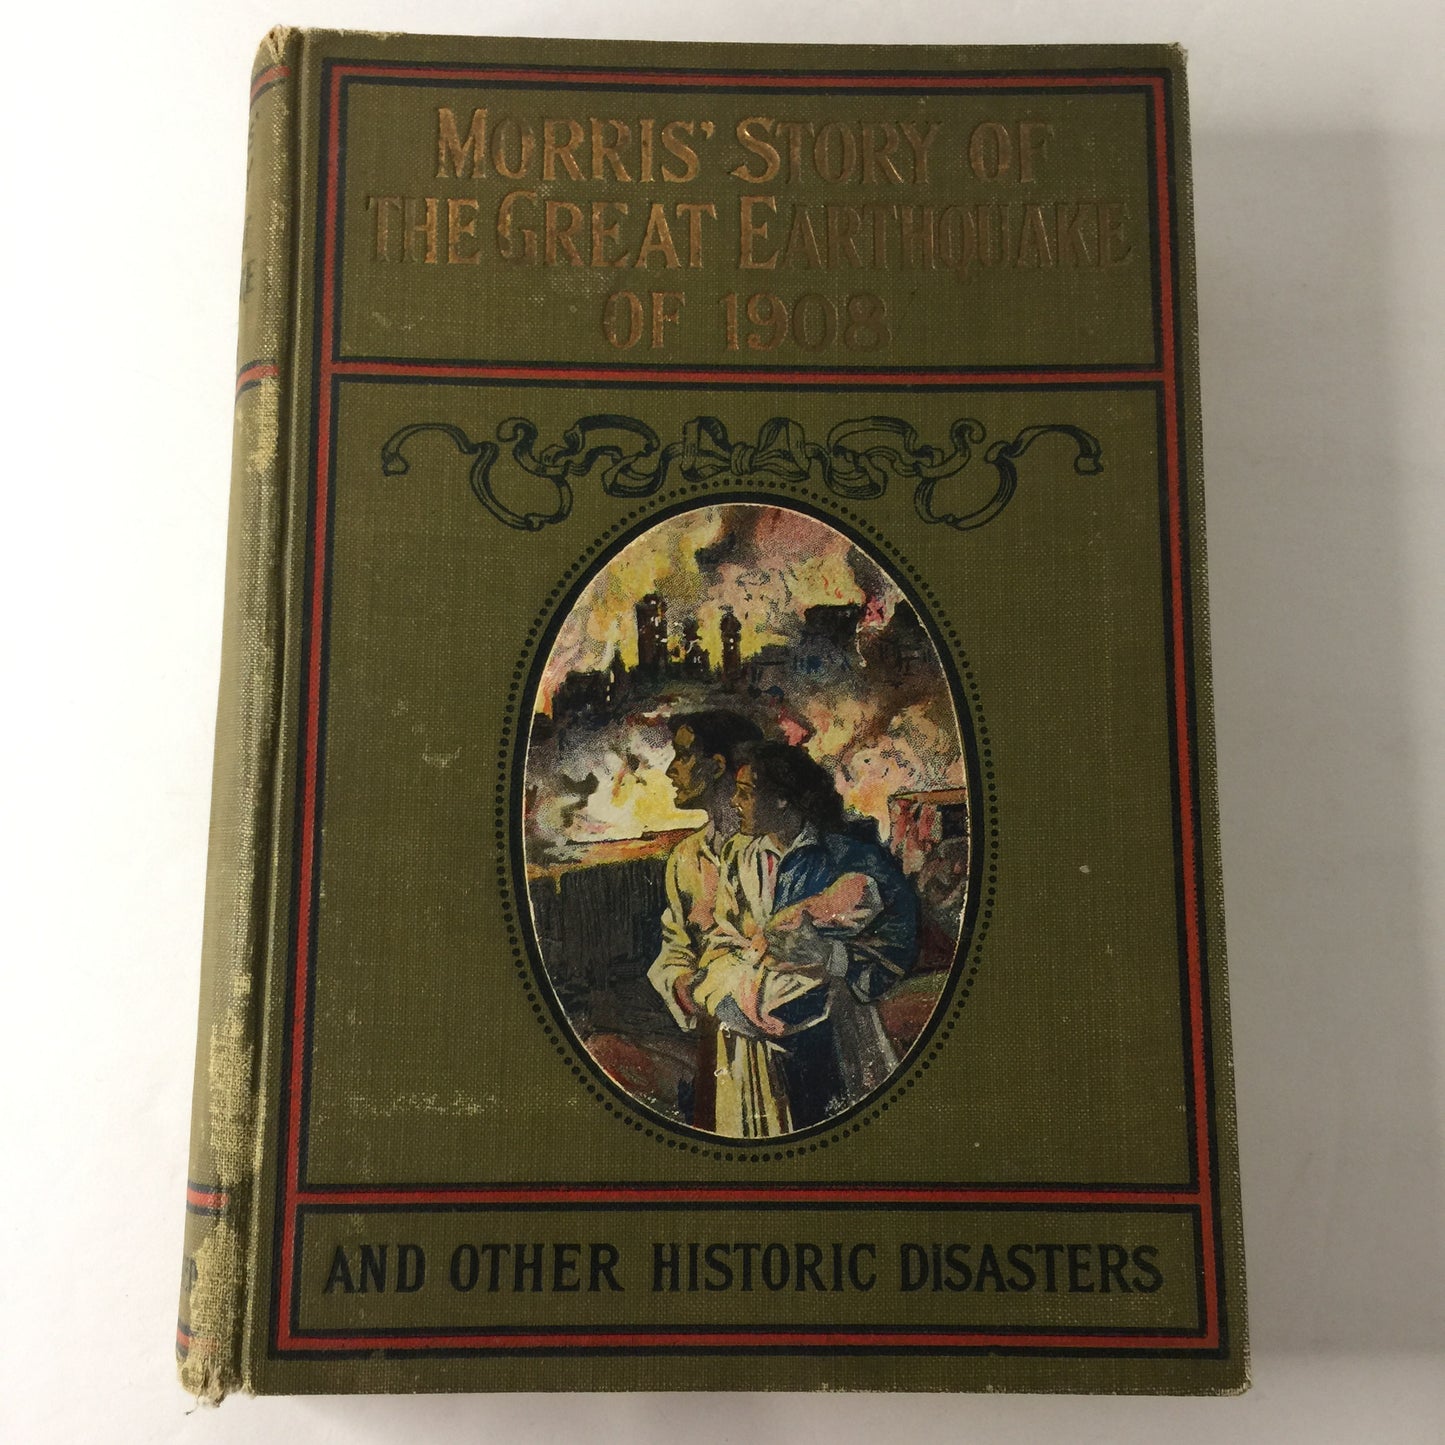 MORRIS' STORY OF
THE GREAT EARTHQUAKE
OF 1908
AND OTHER HISTORIC DISASTERS